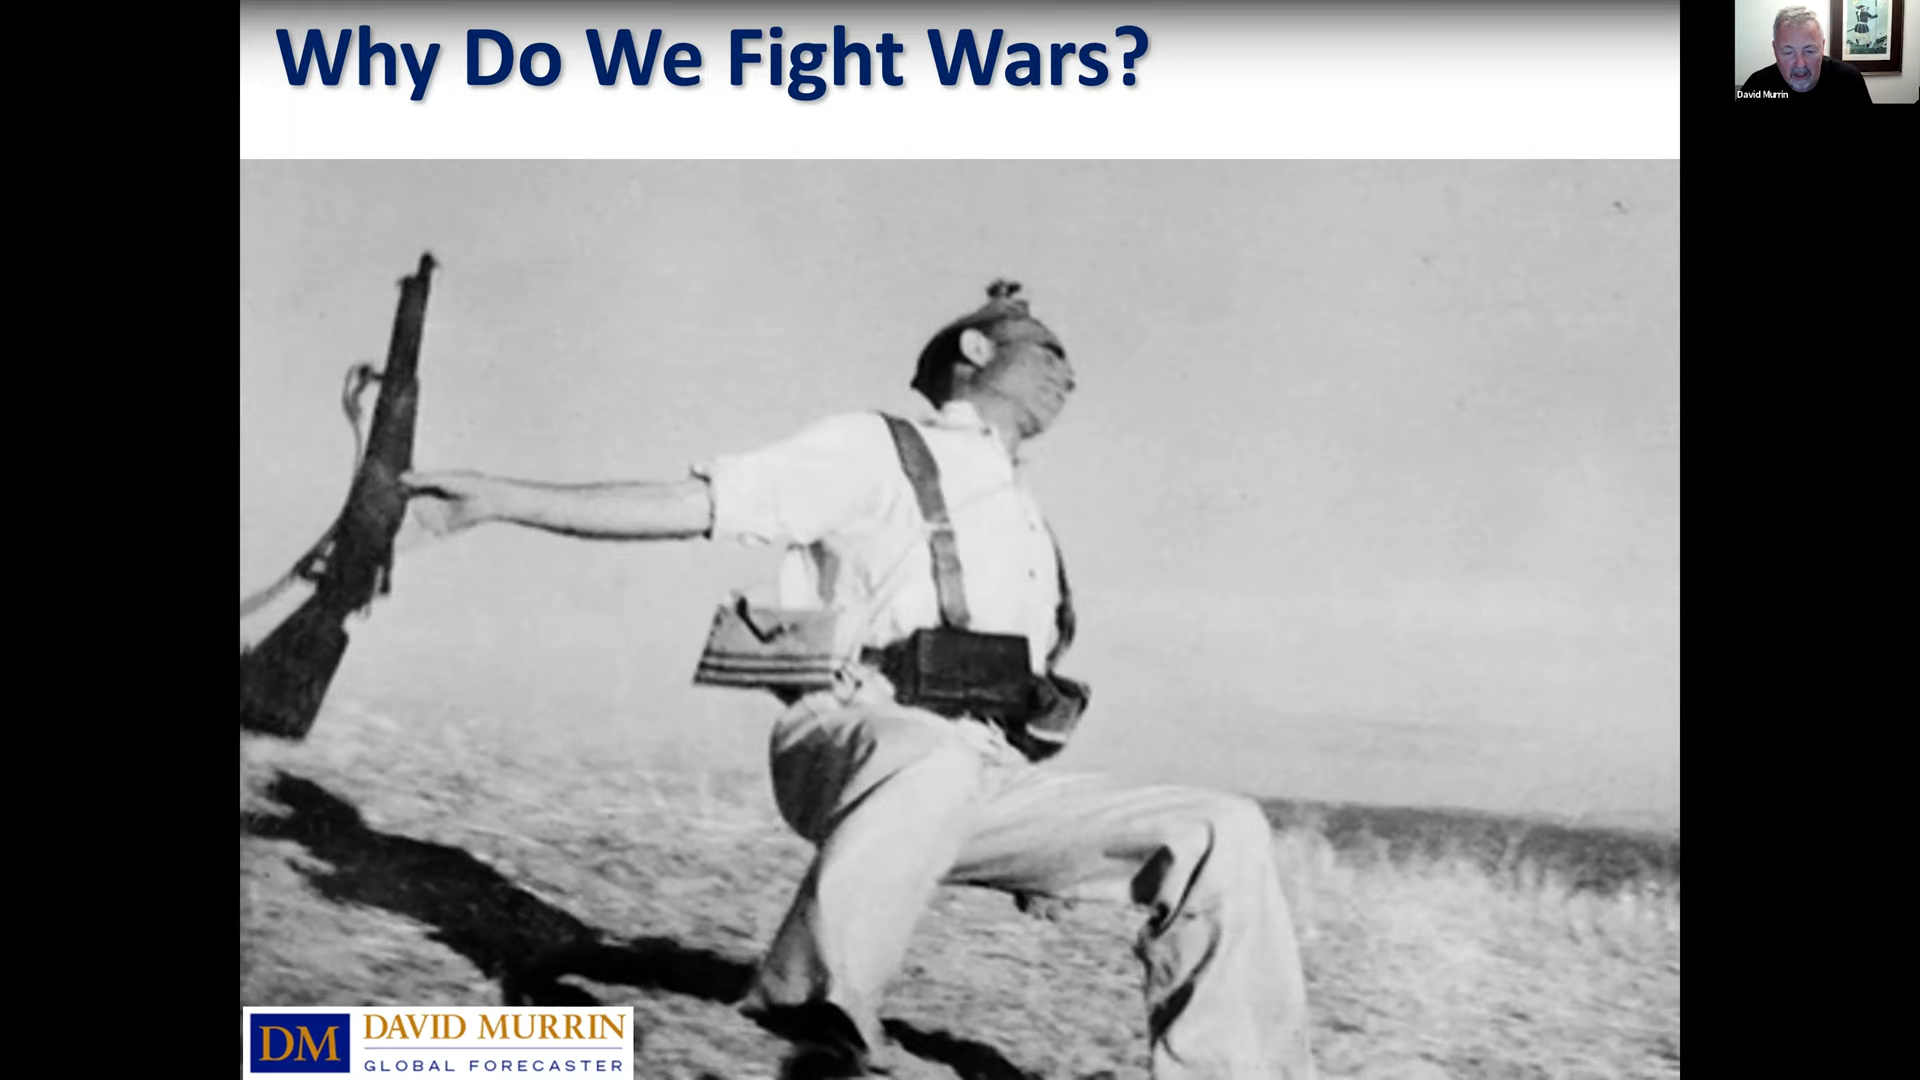 Why Do We Fight Wars?
David Murrin
DM
DAVID MURRIN
GLOBAL FORECASTER